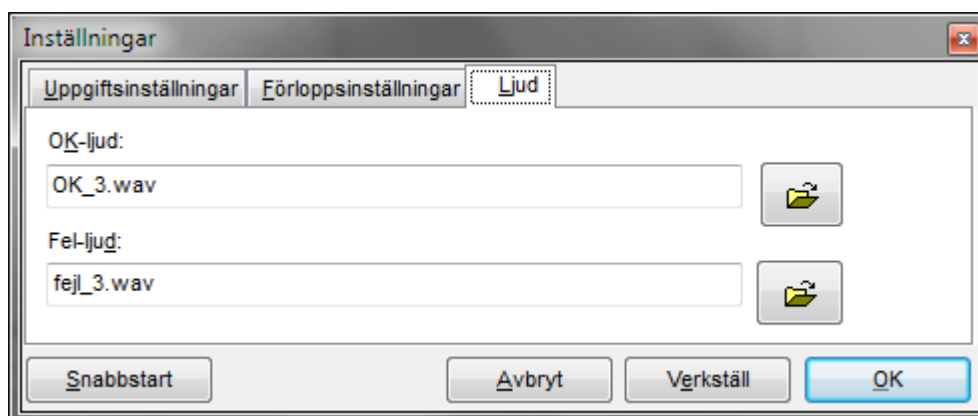 Inställningar
Uppgiftsinställningar Förloppsinställningar Ljud
OK-ljud:
OK_3.wav
Fel-ljud:
fejl_3.wav
Snabbstart Avbryt Verkställ OK